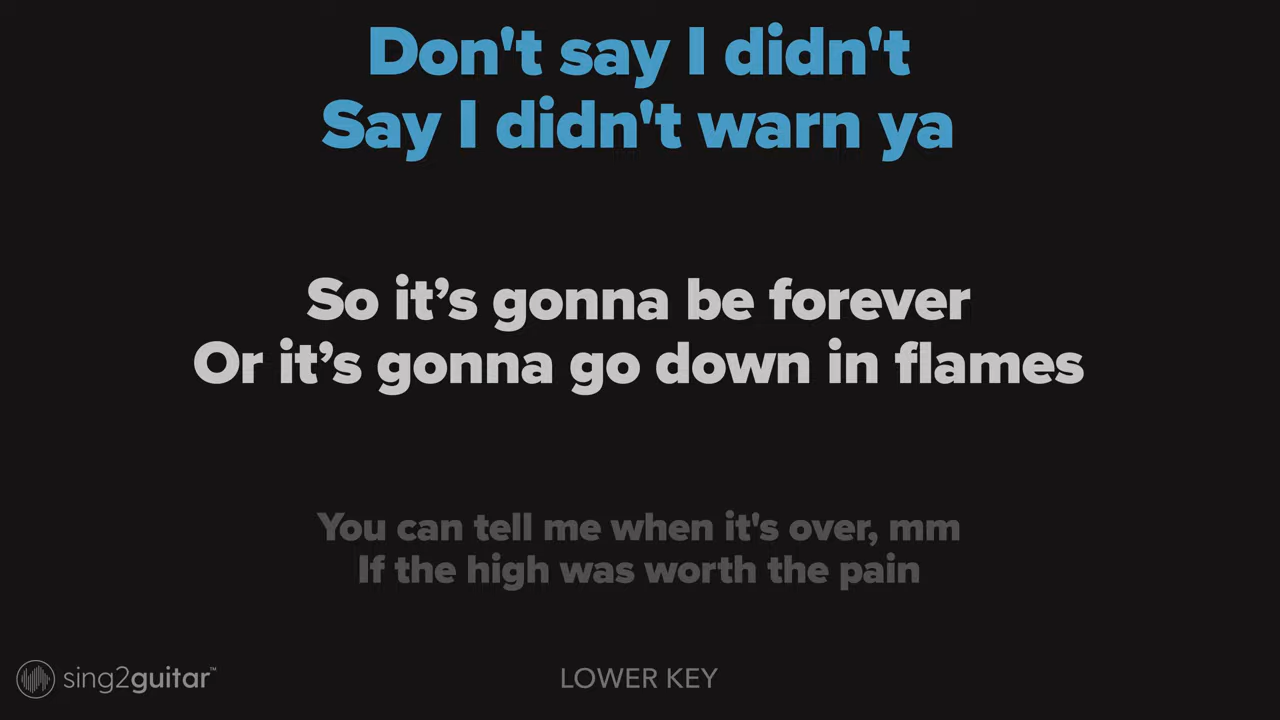 Don't say I didn't
Say I didn't warn ya
So it’s gonna be forever
Or it’s gonna go down in flames
You can tell me when it's over, mm
If the high was worth the pain
sing2guitar™
LOWER KEY